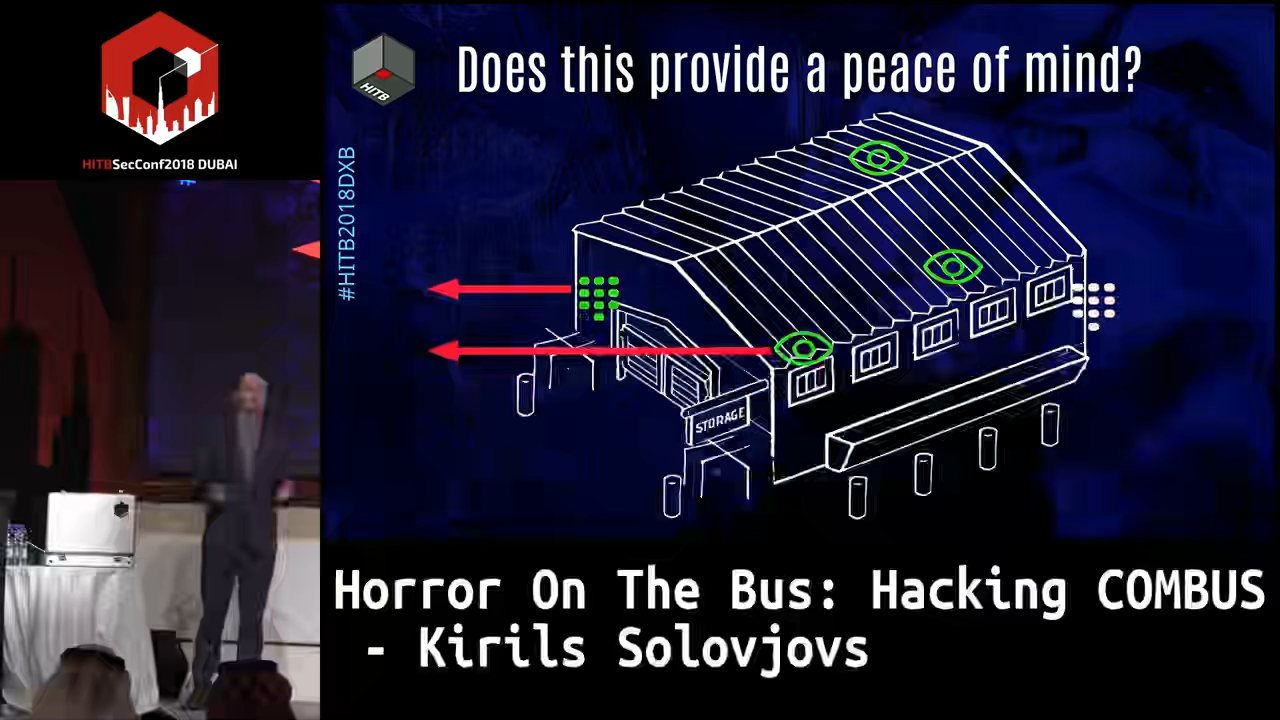 HITBSecConf2018 DUBAI
HITB
Does this provide a peace of mind?
#HITB2018DXB
STORAGE
Horror On The Bus: Hacking COMBUS
- Kirils Solovjovs